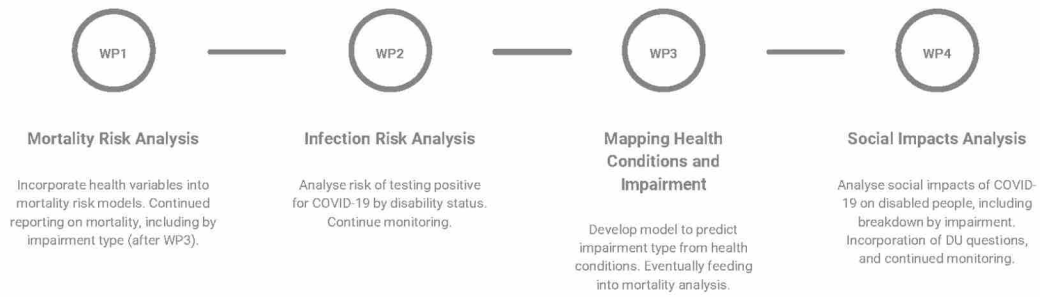 WP1
Mortality Risk Analysis
Incorporate health variables into
mortality risk models. Continued
reporting on mortality, including by
impairment type (after WP3).
WP2
Infection Risk Analysis
Analyse risk of testing positive
for COVID-19 by disability status.
Continue monitoring.
WP3
Mapping Health
Conditions and
Impairment
Develop model to predict
impairment type from health
conditions. Eventually feeding
into mortality analysis.
WP4
Social Impacts Analysis
Analyse social impacts of COVID-
19 on disabled people, including
breakdown by impairment.
Incorporation of DU questions,
and continued monitoring.